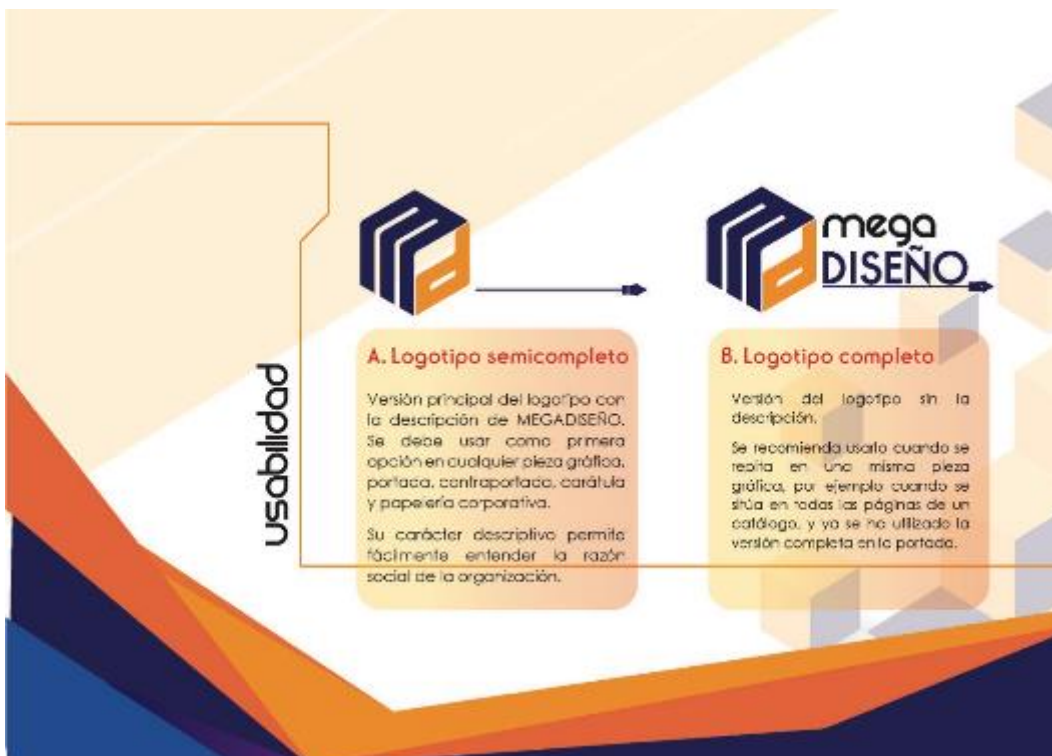 mega
DISEÑO
usabilidad
A. Logotipo semicompleto
Versión principal del logotipo con
la descripción de MEGADISEÑO.
Se debe usar como primera
opción en cualquier pieza gráfica,
portada, contraportada, carátula
y papelería corporativa.
Su carácter descriptivo permite
fácilmente entender la razón
social de la organización.
B. Logotipo completo
Versión del logotipo sin la
descripción.
Se recomienda usarlo cuando se
repita en una misma pieza
gráfica, por ejemplo cuando se
sitúa en todas las páginas de un
catálogo, y ya se ha utilizado la
versión completa en la portada.